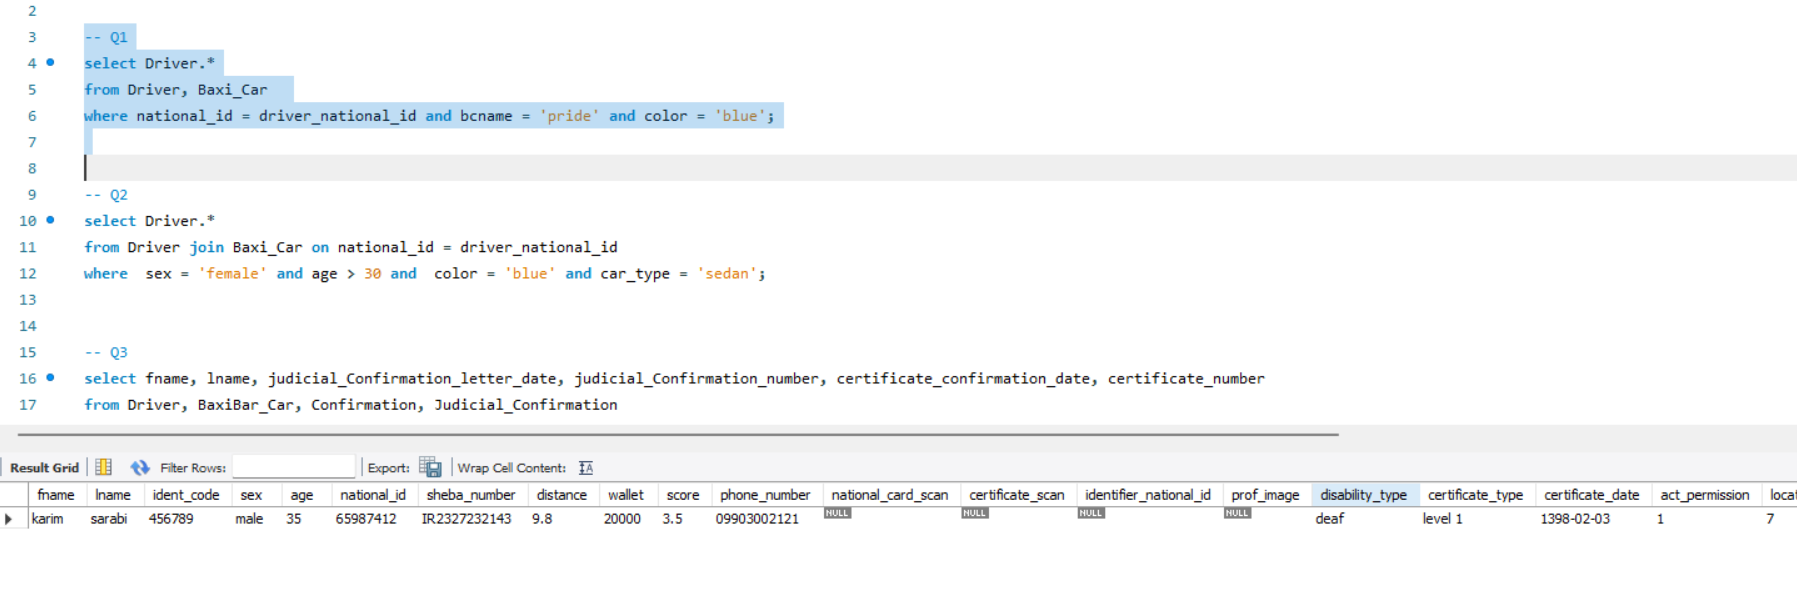 2
3 -- Q1
4 select Driver.*
5 from Driver, Baxi_Car
6 where national_id = driver_national_id and bcname = 'pride' and color = 'blue';
7
8
9 -- Q2
10 select Driver.*
11 from Driver join Baxi_Car on national_id = driver_national_id
12 where  sex = 'female' and age > 30 and  color = 'blue' and car_type = 'sedan';
13
14
15 -- Q3
16 select fname, lname, judicial_Confirmation_letter_date, judicial_Confirmation_number, certificate_confirmation_date, certificate_number
17 from Driver, BaxiBar_Car, Confirmation, Judicial_Confirmation
Result Grid Filter Rows: Export: Wrap Cell Content: IA
fname lname ident_code sex age national_id sheba_number distance wallet score phone_number national_card_scan certificate_scan identifier_national_id prof_image disability_type certificate_type certificate_date act_permission locat
karim sarabi 456789 male 35 65987412 IR2327232143 9.8 20000 3.5 09903002121 NULL NULL NULL NULL deaf level 1 1398-02-03 1 7